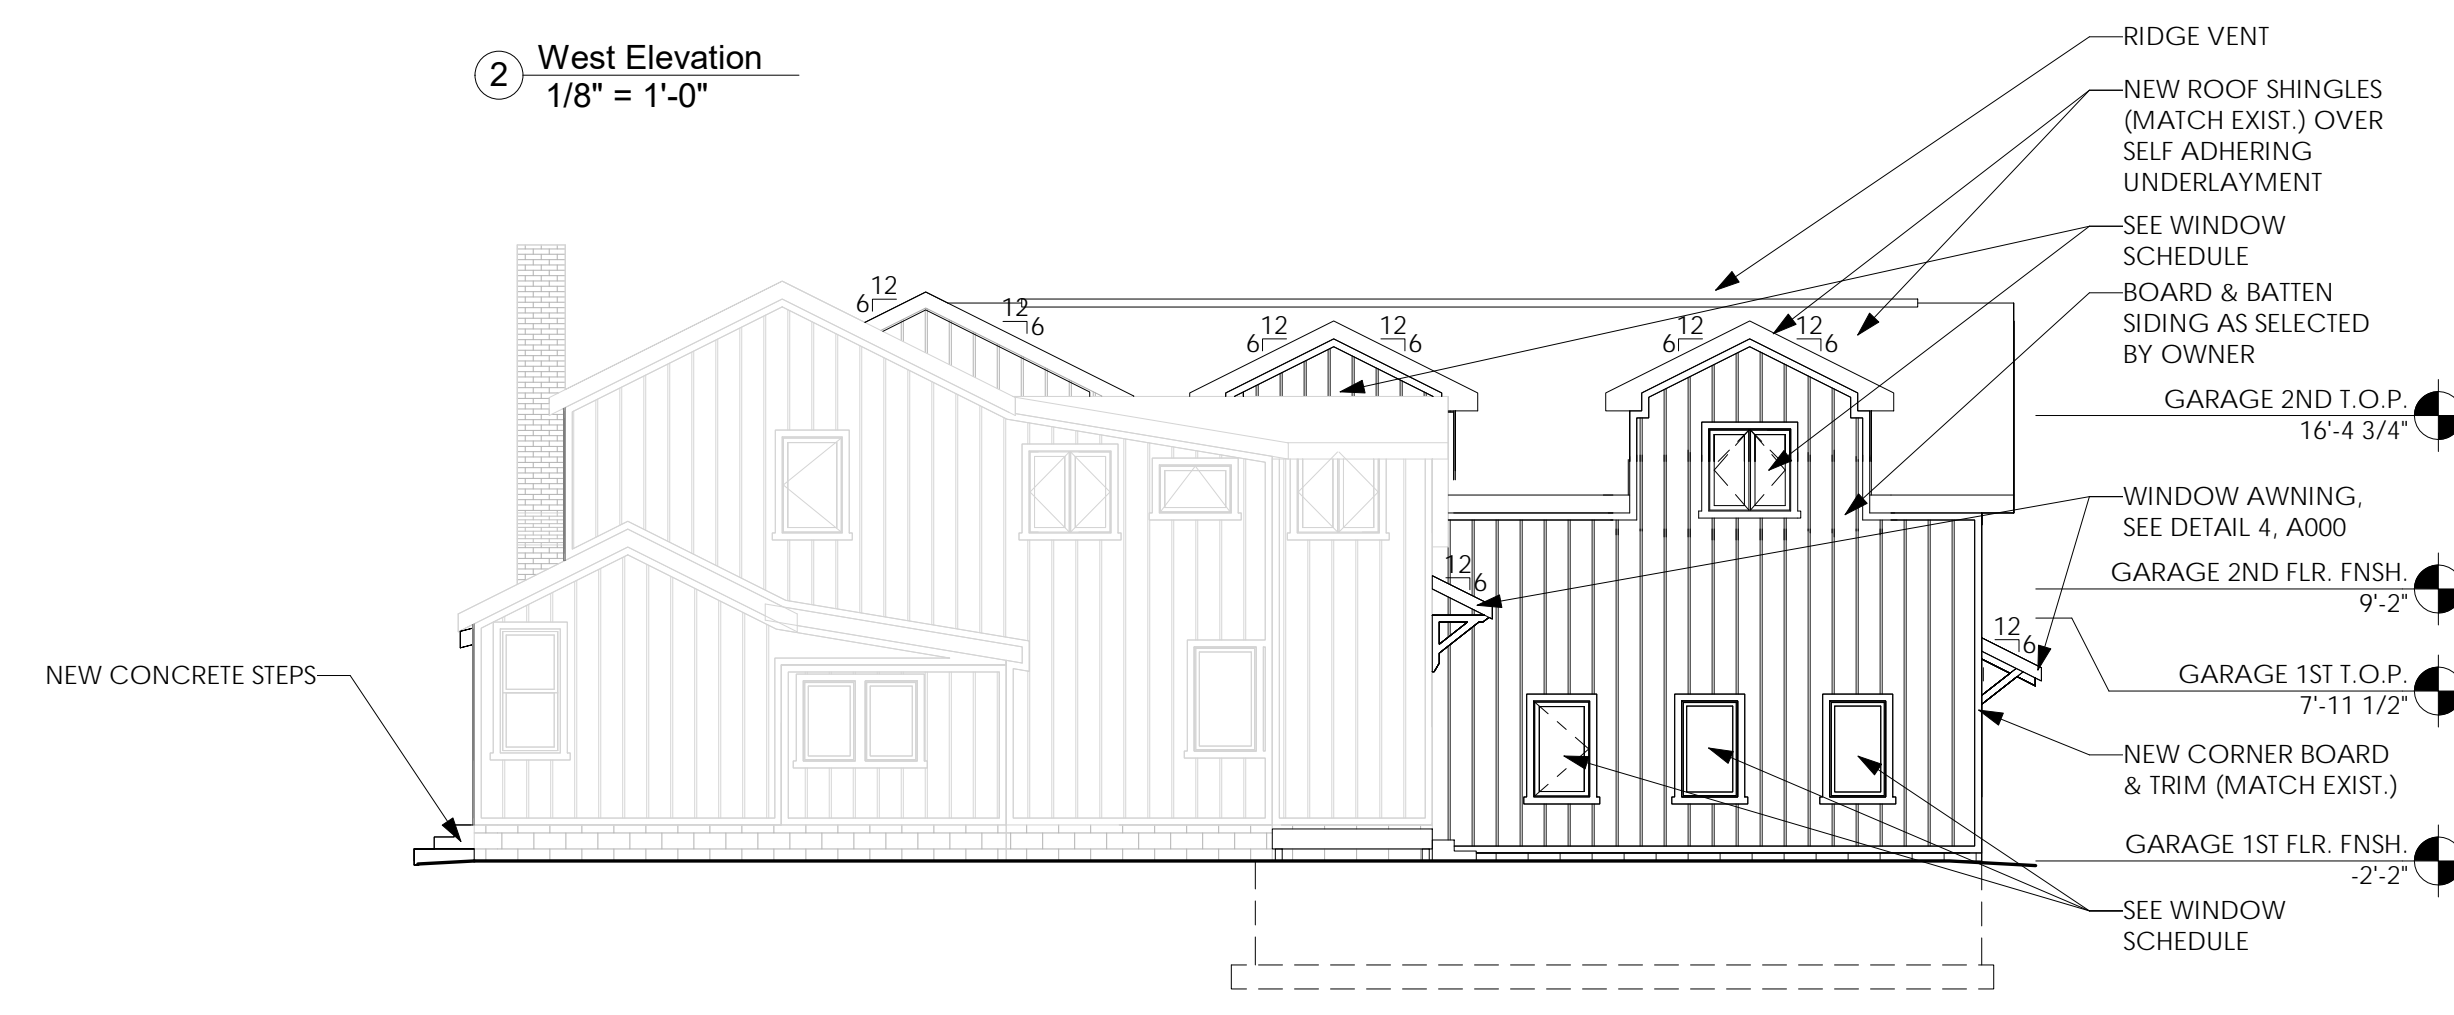 2
West Elevation
1/8" = 1'-0"
RIDGE VENT
NEW ROOF SHINGLES
(MATCH EXIST.) OVER
SELF ADHERING
UNDERLAYMENT
SEE WINDOW
SCHEDULE
BOARD & BATTEN
SIDING AS SELECTED
BY OWNER
12
6
12
6
12
6
12
6
12
6
12
6
GARAGE 2ND T.O.P.
16'-4 3/4"
WINDOW AWNING,
SEE DETAIL 4, A000
12
6
GARAGE 2ND FLR. FNSH.
9'-2"
12
6
NEW CONCRETE STEPS
GARAGE 1ST T.O.P.
7'-11 1/2"
NEW CORNER BOARD
& TRIM (MATCH EXIST.)
GARAGE 1ST FLR. FNSH.
-2'-2"
SEE WINDOW
SCHEDULE